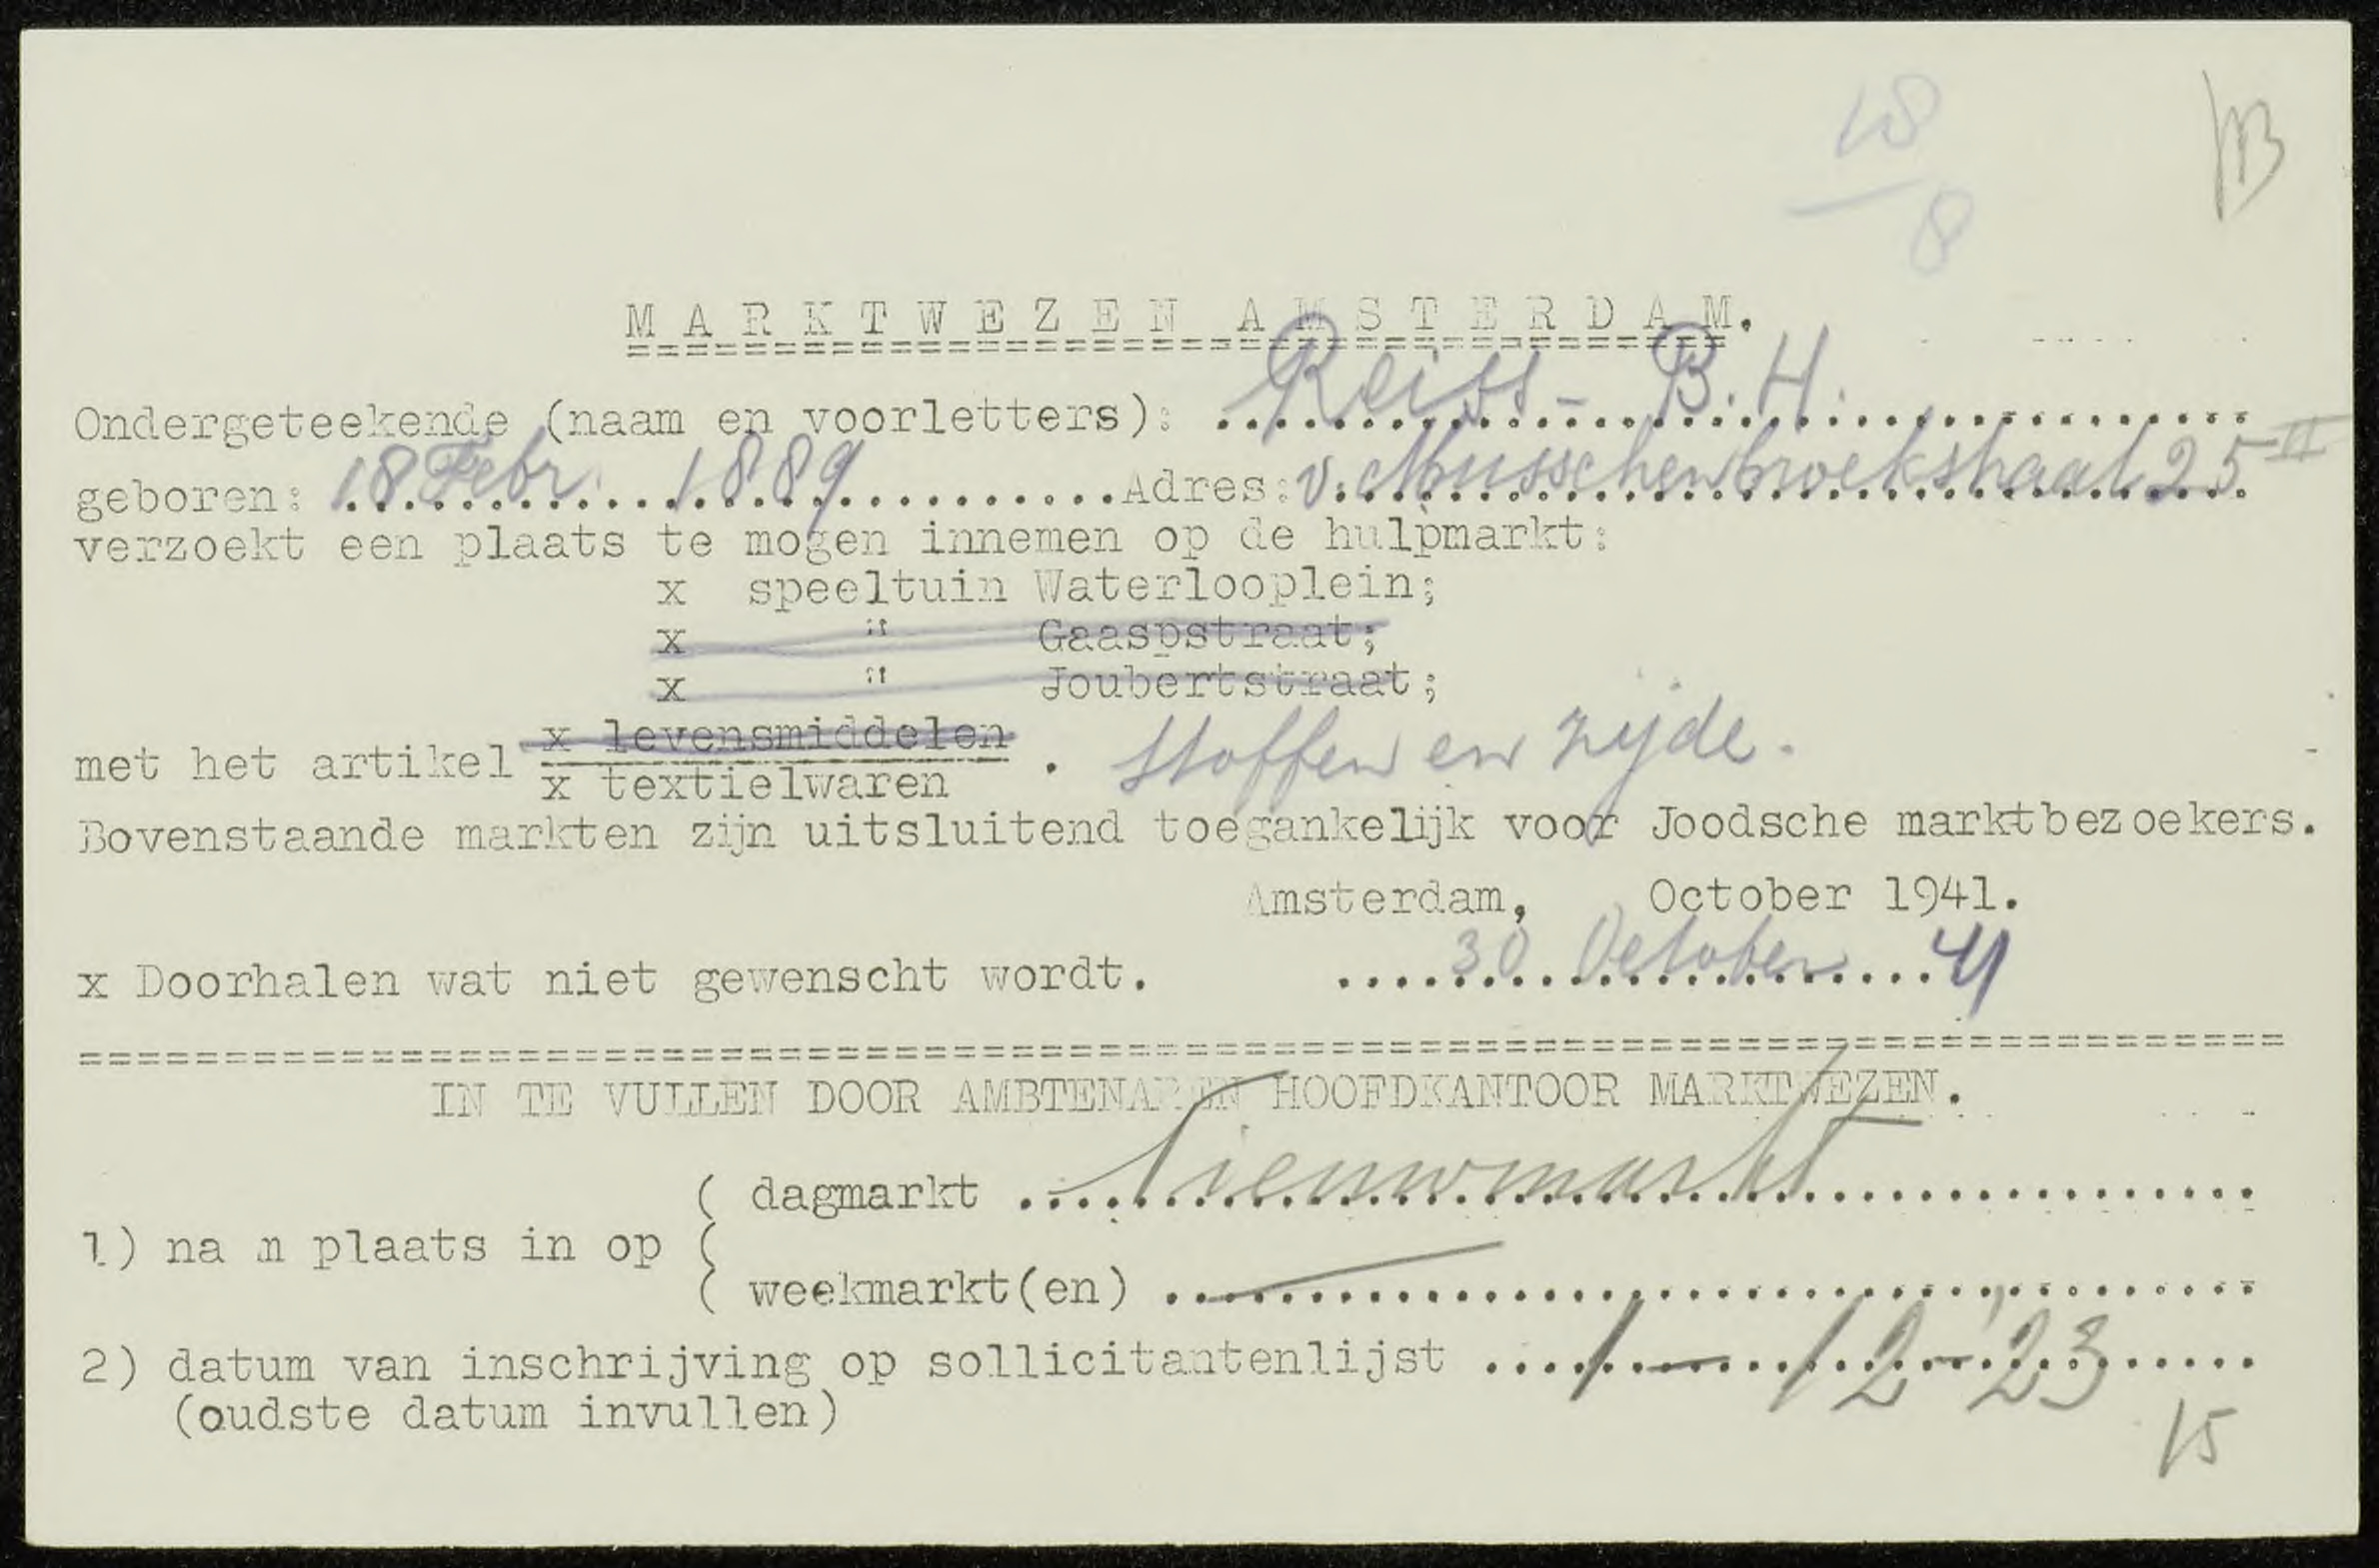 18
8
M A R K T W E Z E N  A M S T E R D A M.
Ondergeteekende (naam en voorletters): Reiss - B. H.
geboren: 18 Febr. 1889 Adres: v. Musschenbroekstraat 25 II
verzoekt een plaats te mogen innemen op de hulpmarkt:
x speeltuin Waterlooplein;
x " Gaaspstraat;
x " Joubertstraat;
x levensmiddelen
met het artikel . stoffen en zijde.
x textielwaren
Bovenstaande markten zijn uitsluitend toegankelijk voor Joodsche marktbezoekers.
Amsterdam, October 1941.
x Doorhalen wat niet gewenscht wordt. 30 October 41
IN TE VULLEN DOOR AMBTENAREN HOOFDKANTOOR MARKTWEZEN.
( dagmarkt Nieuwmarkt
1) na m plaats in op (
( weekmarkt(en) —
2) datum van inschrijving op sollicitantenlijst 1 - 12 - '23
(oudste datum invullen)
15